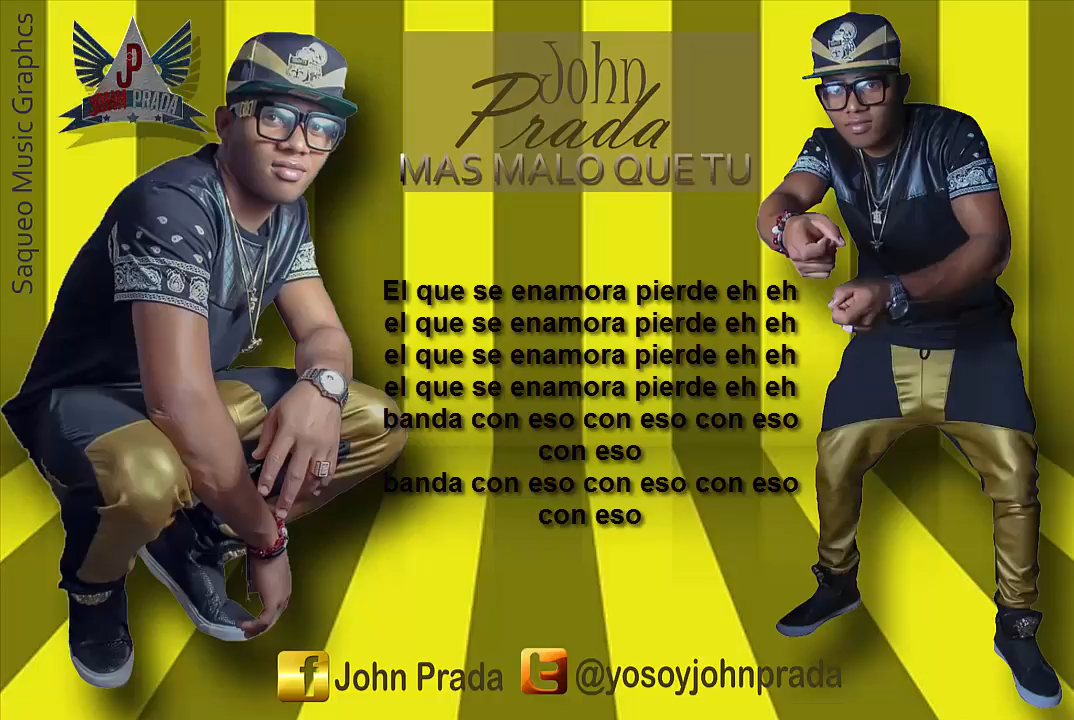 Saqueo Music Graphcs
JP
YHHN PRADA
John
Prada
MAS MALO QUE TU
El que se enamora pierde eh eh
el que se enamora pierde eh eh
el que se enamora pierde eh eh
el que se enamora pierde eh eh
banda con eso con eso con eso
con eso
banda con eso con eso con eso
con eso
John Prada
@yosoyjohnprada